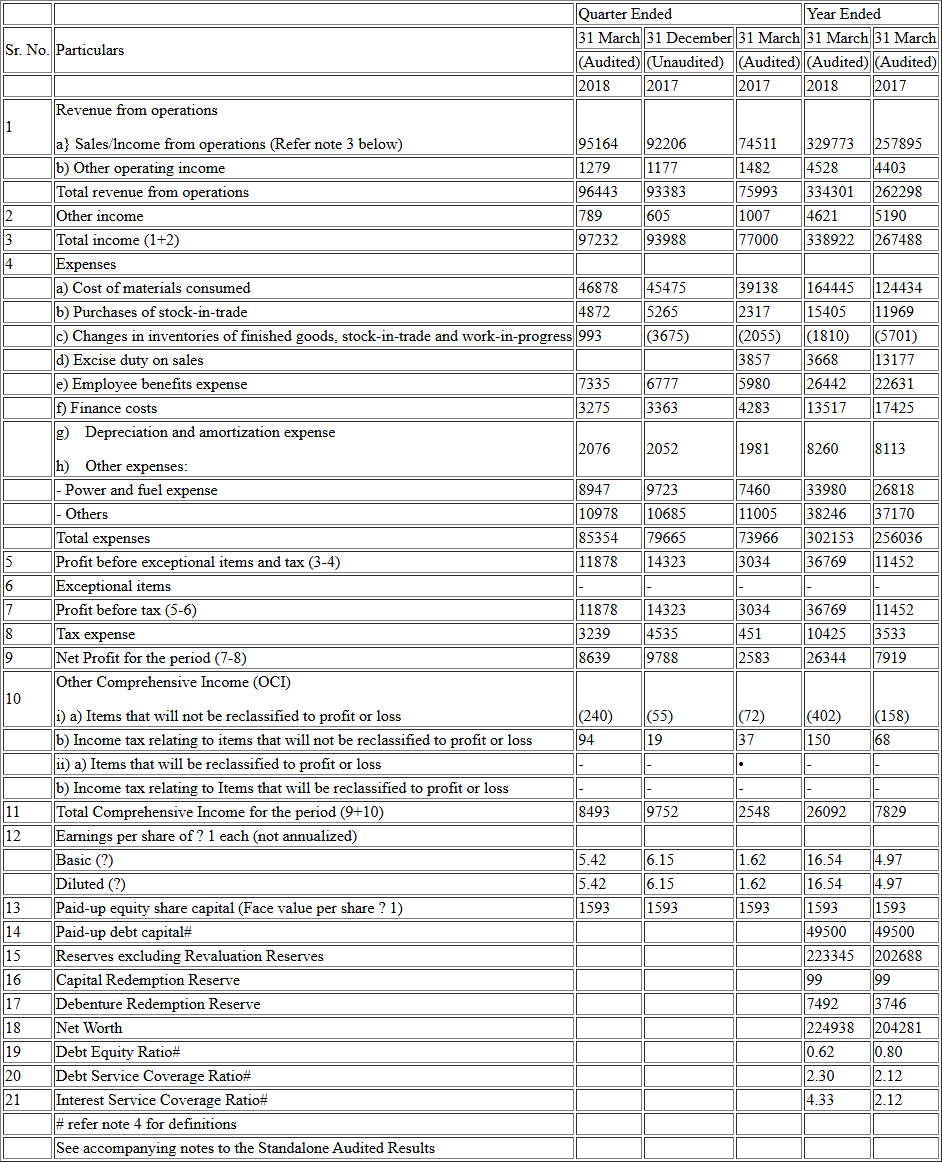 Quarter Ended Year Ended
Sr. No. Particulars 31 March 31 December 31 March 31 March 31 March
(Audited) (Unaudited) (Audited) (Audited) (Audited)
2018 2017 2017 2018 2017
1 Revenue from operations
a} Sales/lncome from operations (Refer note 3 below) 95164 92206 74511 329773 257895
b) Other operating income 1279 1177 1482 4528 4403
Total revenue from operations 96443 93383 75993 334301 262298
2 Other income 789 605 1007 4621 5190
3 Total income (1+2) 97232 93988 77000 338922 267488
4 Expenses
a) Cost of materials consumed 46878 45475 39138 164445 124434
b) Purchases of stock-in-trade 4872 5265 2317 15405 11969
c) Changes in inventories of finished goods, stock-in-trade and work-in-progress 993 (3675) (2055) (1810) (5701)
d) Excise duty on sales 3857 3668 13177
e) Employee benefits expense 7335 6777 5980 26442 22631
f) Finance costs 3275 3363 4283 13517 17425
g) Depreciation and amortization expense 2076 2052 1981 8260 8113
h) Other expenses:
- Power and fuel expense 8947 9723 7460 33980 26818
- Others 10978 10685 11005 38246 37170
Total expenses 85354 79665 73966 302153 256036
5 Profit before exceptional items and tax (3-4) 11878 14323 3034 36769 11452
6 Exceptional items - - - - -
7 Profit before tax (5-6) 11878 14323 3034 36769 11452
8 Tax expense 3239 4535 451 10425 3533
9 Net Profit for the period (7-8) 8639 9788 2583 26344 7919
10 Other Comprehensive Income (OCI)
i) a) Items that will not be reclassified to profit or loss (240) (55) (72) (402) (158)
b) Income tax relating to items that will not be reclassified to profit or loss 94 19 37 150 68
ii) a) Items that will be reclassified to profit or loss - - • - -
b) Income tax relating to Items that will be reclassified to profit or loss - - - - -
11 Total Comprehensive Income for the period (9+10) 8493 9752 2548 26092 7829
12 Earnings per share of ? 1 each (not annualized)
Basic (?) 5.42 6.15 1.62 16.54 4.97
Diluted (?) 5.42 6.15 1.62 16.54 4.97
13 Paid-up equity share capital (Face value per share ? 1) 1593 1593 1593 1593 1593
14 Paid-up debt capital# 49500 49500
15 Reserves excluding Revaluation Reserves 223345 202688
16 Capital Redemption Reserve 99 99
17 Debenture Redemption Reserve 7492 3746
18 Net Worth 224938 204281
19 Debt Equity Ratio# 0.62 0.80
20 Debt Service Coverage Ratio# 2.30 2.12
21 Interest Service Coverage Ratio# 4.33 2.12
# refer note 4 for definitions
See accompanying notes to the Standalone Audited Results